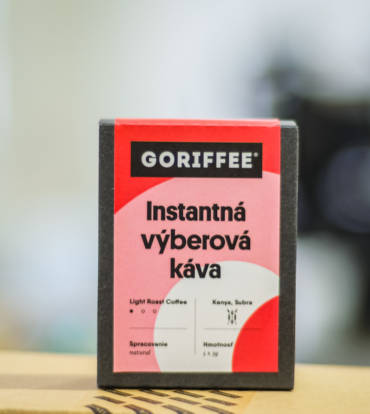 GORIFFEE®
Instantná
výberová
káva
Light Roast Coffee
Kenya, Subra
Spracovanie
natural
Hmotnosť